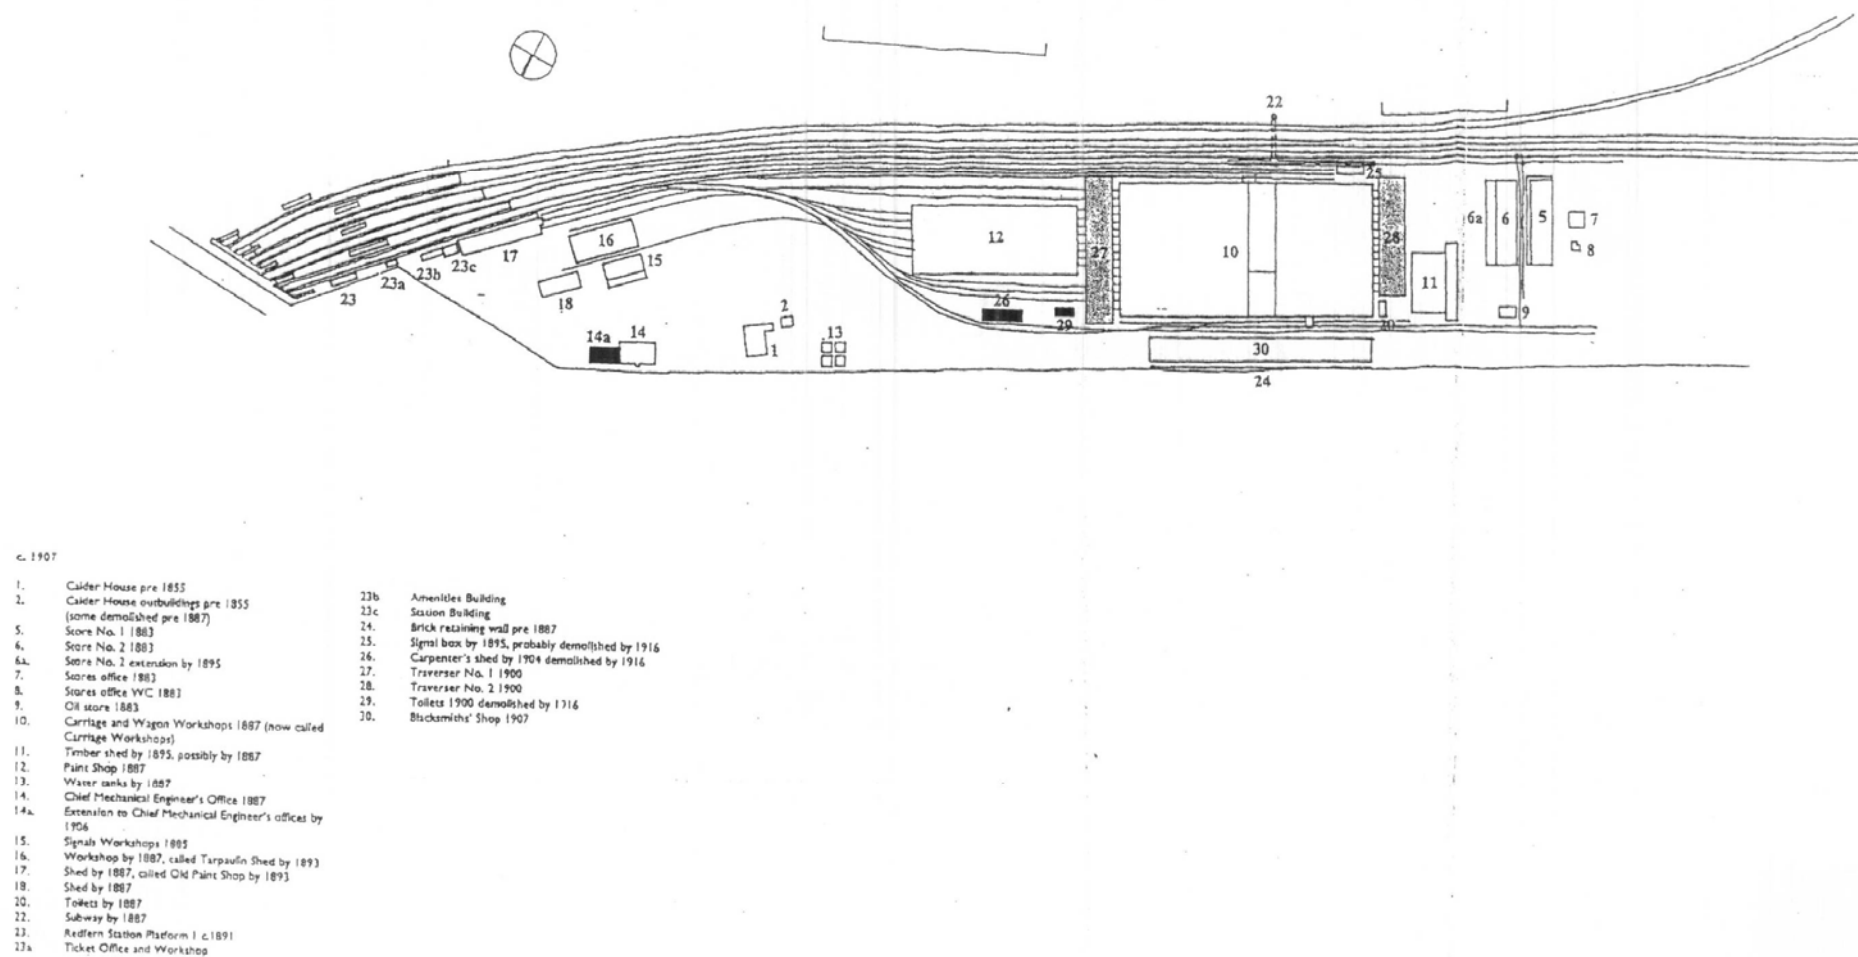 22
25
6a
6
5
7
16
12
10
28
8
17
27
11
15
23c
23b
23a
23
18
2
26
29
20
9
14a
14
13
1
30
24
c. 1907
1. Calder House pre 1855
2. Calder House outbuildings pre 1855
(some demolished pre 1887)
5. Store No. 1 1883
6. Store No. 2 1883
6a. Store No. 2 extension by 1895
7. Stores office 1883
8. Stores office WC 1883
9. Oil store 1883
10. Carriage and Wagon Workshops 1887 (now called
Carriage Workshops)
11. Timber shed by 1895, possibly by 1887
12. Paint Shop 1887
13. Water tanks by 1887
14. Chief Mechanical Engineer's Office 1887
14a. Extension to Chief Mechanical Engineer's offices by
1906
15. Signals Workshops 1885
16. Workshop by 1887, called Tarpaulin Shed by 1893
17. Shed by 1887, called Old Paint Shop by 1893
18. Shed by 1887
20. Toilets by 1887
22. Subway by 1887
23. Redfern Station Platform 1 c.1891
23a Ticket Office and Workshop
23b Amenities Building
23c Station Building
24. Brick retaining wall pre 1887
25. Signal box by 1895, probably demolished by 1916
26. Carpenter's shed by 1904 demolished by 1916
27. Traverser No. 1 1900
28. Traverser No. 2 1900
29. Toilets 1900 demolished by 1916
30. Blacksmiths' Shop 1907